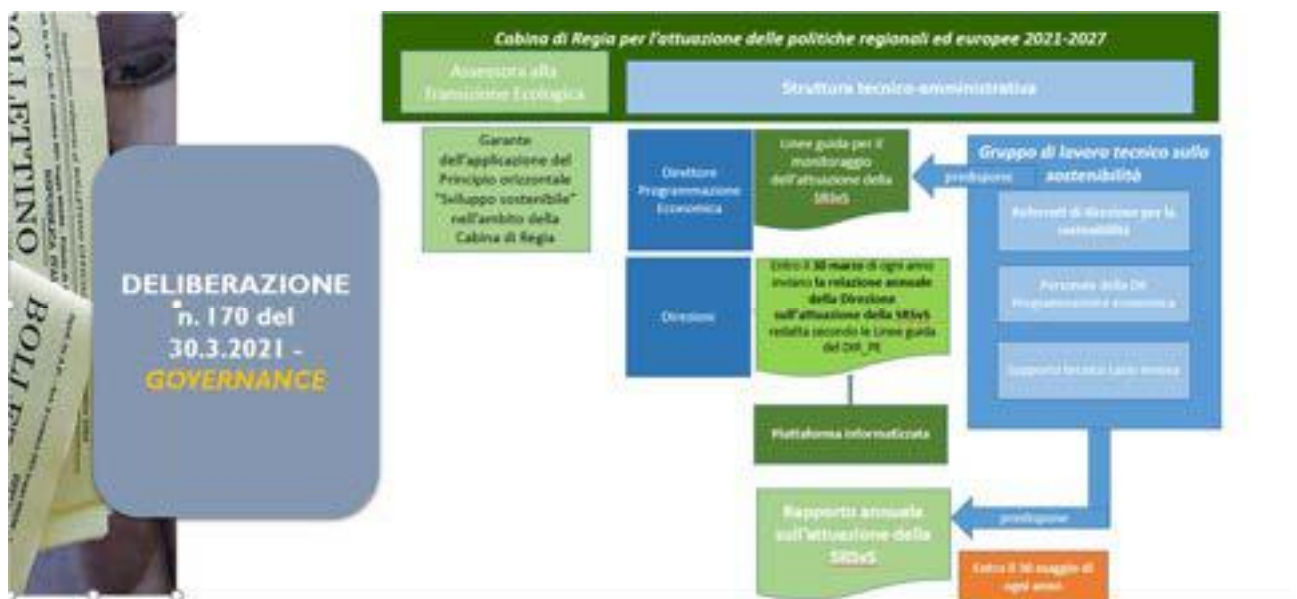 BOLLETTINO
DELIBERAZIONE
n. 170 del
30.3.2021 -
GOVERNANCE
Cabina di Regia per l'attuazione delle politiche regionali ed europee 2021-2027
Assessora alla
Transizione Ecologica
Struttura tecnico-amministrativa
Garante
dell'applicazione del
Principio orizzontale
"Sviluppo sostenibile"
nell'ambito della
Cabina di Regia
Direttore
Programmazione
Economica
Linee guida per il
monitoraggio
dell'attuazione della
SRSvS
predispone
Gruppo di lavoro tecnico sulla
sostenibilità
Referenti di direzione per la
sostenibilità
Personale della DR
Programmazione economica
Supporto tecnico Lazio Innova
Direzioni
Entro il 30 marzo di ogni anno
inviano la relazione annuale
della Direzione
sull'attuazione della SRSvS
redatta secondo le Linee guida
del DIR_PE
Piattaforma informatizzata
Rapporto annuale
sull'attuazione della
SRSvS
predispone
Entro il 30 maggio di
ogni anno